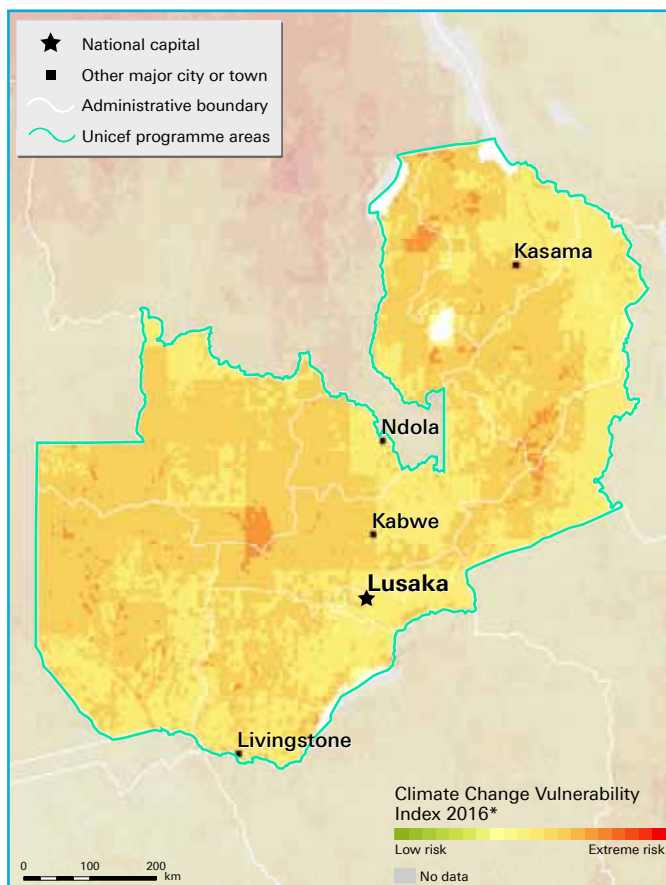 National capital
Other major city or town
Administrative boundary
Unicef programme areas
Kasama
Ndola
Kabwe
Lusaka
Livingstone
Climate Change Vulnerability
Index 2016*
Low risk Extreme risk
No data
0 100 200
km